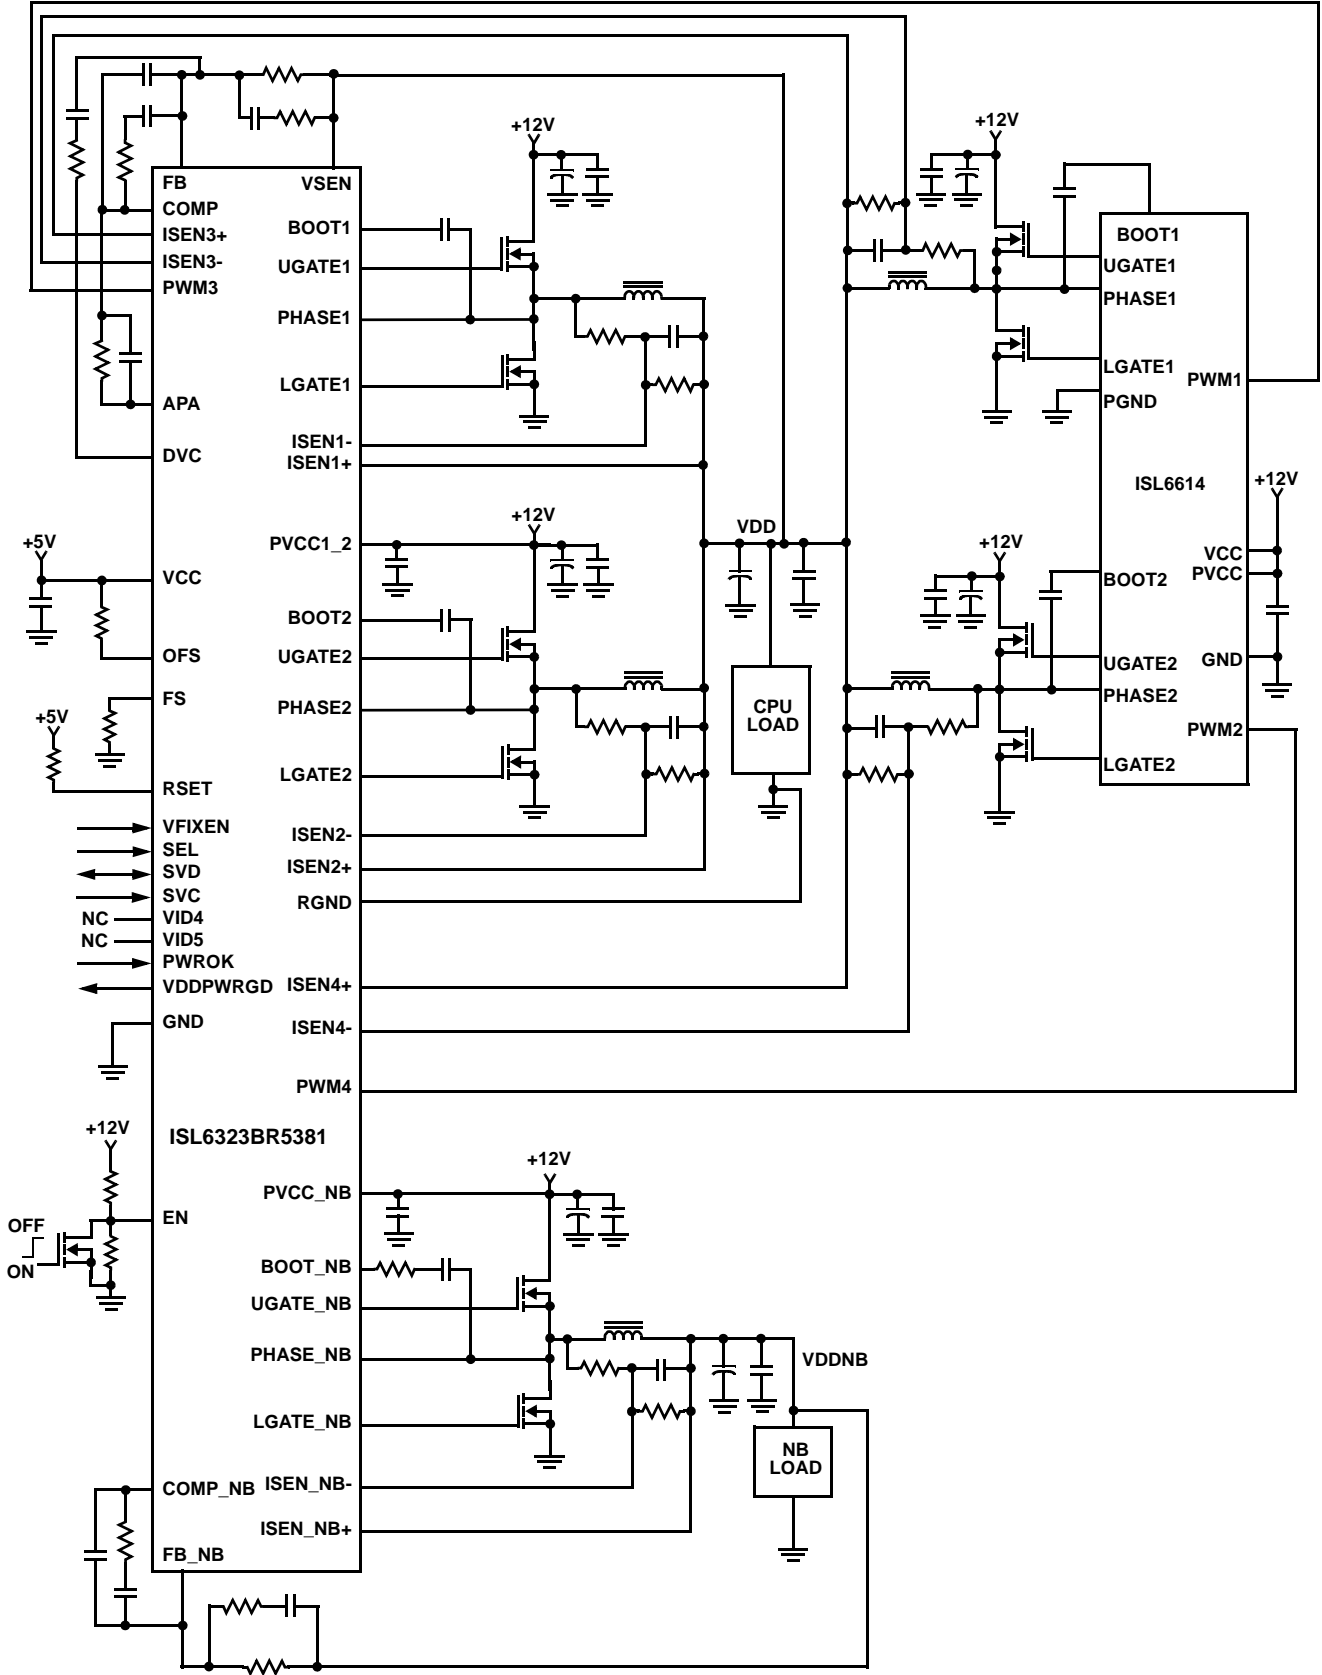 +12V
+12V
FB
VSEN
COMP
BOOT1
ISEN3+
ISEN3-
UGATE1
PWM3
PHASE1
LGATE1
APA
ISEN1-
DVC
ISEN1+
BOOT1
UGATE1
PHASE1
LGATE1
PWM1
PGND
ISL6614
+12V
+12V
VDD
+5V
PVCC1_2
+12V
VCC
VCC
PVCC
BOOT2
BOOT2
OFS
UGATE2
UGATE2
GND
FS
+5V
PHASE2
PHASE2
CPU
LOAD
PWM2
LGATE2
LGATE2
RSET
VFIXEN
ISEN2-
SEL
SVD
ISEN2+
SVC
RGND
NC
VID4
NC
VID5
PWROK
VDDPWRGD
ISEN4+
GND
ISEN4-
PWM4
+12V
ISL6323BR5381
+12V
PVCC_NB
EN
OFF
ON
BOOT_NB
UGATE_NB
PHASE_NB
VDDNB
LGATE_NB
NB
LOAD
COMP_NB
ISEN_NB-
ISEN_NB+
FB_NB